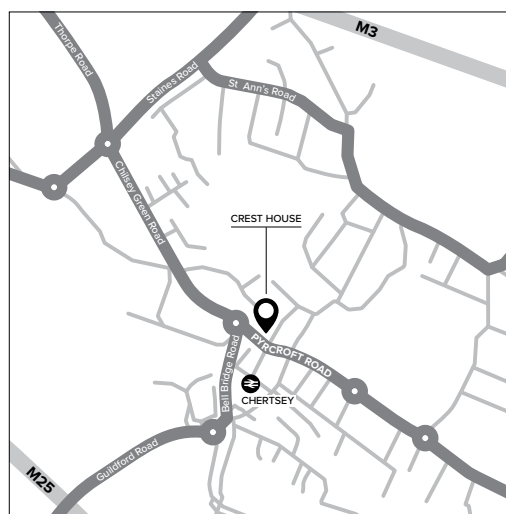 M3
Thorpe Road
Staines Road
St Ann's Road
Chilsey Green Road
CREST HOUSE
PYRCROFT ROAD
Bell Bridge Road
CHERTSEY
Guildford Road
M25